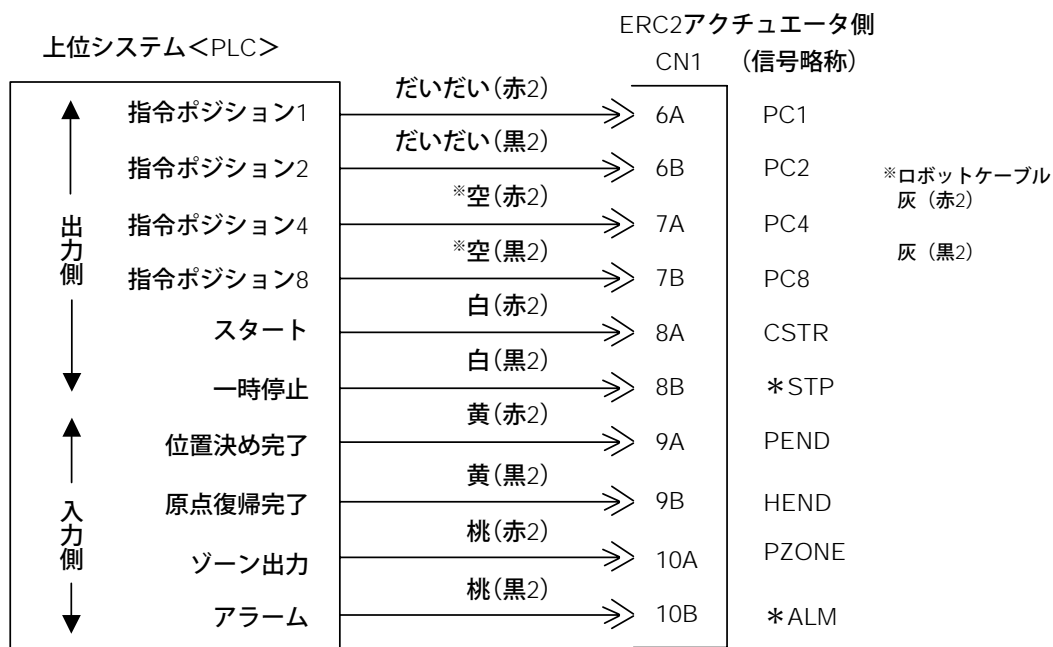 ERC2アクチュエータ側
上位システム＜PLC＞
CN1 （信号略称）
だいだい（赤2）
指令ポジション1 6A PC1
だいだい（黒2）
指令ポジション2 6B PC2
※空（赤2）
指令ポジション4 7A PC4
※空（黒2）
指令ポジション8 7B PC8
※ロボットケーブル
灰（赤2）
灰（黒2）
出力側
白（赤2）
スタート 8A CSTR
白（黒2）
一時停止 8B ＊STP
黄（赤2）
位置決め完了 9A PEND
黄（黒2）
原点復帰完了 9B HEND
入力側
桃（赤2）
ゾーン出力 10A PZONE
桃（黒2）
アラーム 10B ＊ALM